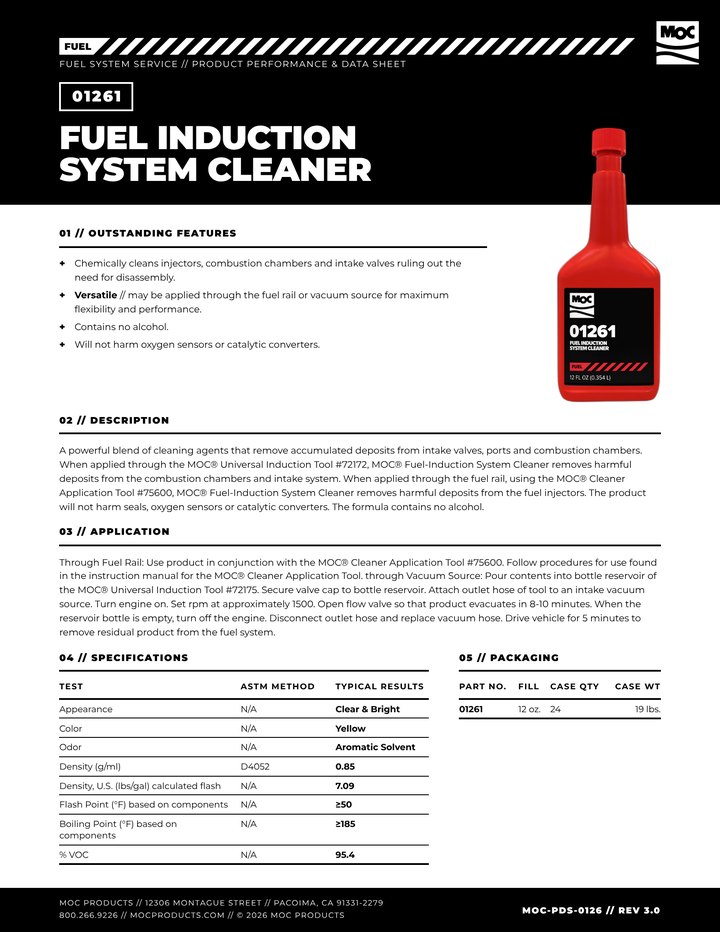 FUEL
MOC
FUEL SYSTEM SERVICE // PRODUCT PERFORMANCE & DATA SHEET
01261
FUEL INDUCTION
SYSTEM CLEANER
01 // OUTSTANDING FEATURES
+ Chemically cleans injectors, combustion chambers and intake valves ruling out the
need for disassembly.
+ Versatile // may be applied through the fuel rail or vacuum source for maximum
flexibility and performance.
+ Contains no alcohol.
+ Will not harm oxygen sensors or catalytic converters.
MOC
01261
FUEL INDUCTION
SYSTEM CLEANER
FUEL
12 FL OZ (0.354 L)
02 // DESCRIPTION
A powerful blend of cleaning agents that remove accumulated deposits from intake valves, ports and combustion chambers.
When applied through the MOC® Universal Induction Tool #72172, MOC® Fuel-Induction System Cleaner removes harmful
deposits from the combustion chambers and intake system. When applied through the fuel rail, using the MOC® Cleaner
Application Tool #75600, MOC® Fuel-Induction System Cleaner removes harmful deposits from the fuel injectors. The product
will not harm seals, oxygen sensors or catalytic converters. The formula contains no alcohol.
03 // APPLICATION
Through Fuel Rail: Use product in conjunction with the MOC® Cleaner Application Tool #75600. Follow procedures for use found
in the instruction manual for the MOC® Cleaner Application Tool. through Vacuum Source: Pour contents into bottle reservoir of
the MOC® Universal Induction Tool #72175. Secure valve cap to bottle reservoir. Attach outlet hose of tool to an intake vacuum
source. Turn engine on. Set rpm at approximately 1500. Open flow valve so that product evacuates in 8-10 minutes. When the
reservoir bottle is empty, turn off the engine. Disconnect outlet hose and replace vacuum hose. Drive vehicle for 5 minutes to
remove residual product from the fuel system.
04 // SPECIFICATIONS
TEST ASTM METHOD TYPICAL RESULTS
Appearance N/A Clear & Bright
Color N/A Yellow
Odor N/A Aromatic Solvent
Density (g/ml) D4052 0.85
Density, U.S. (lbs/gal) calculated flash N/A 7.09
Flash Point (°F) based on components N/A ≥50
Boiling Point (°F) based on N/A ≥185
components
% VOC N/A 95.4
05 // PACKAGING
PART NO. FILL CASE QTY CASE WT
01261 12 oz. 24 19 lbs.
MOC PRODUCTS // 12306 MONTAGUE STREET // PACOIMA, CA 91331-2279
800.266.9226 // MOCPRODUCTS.COM // © 2026 MOC PRODUCTS
MOC-PDS-0126 // REV 3.0